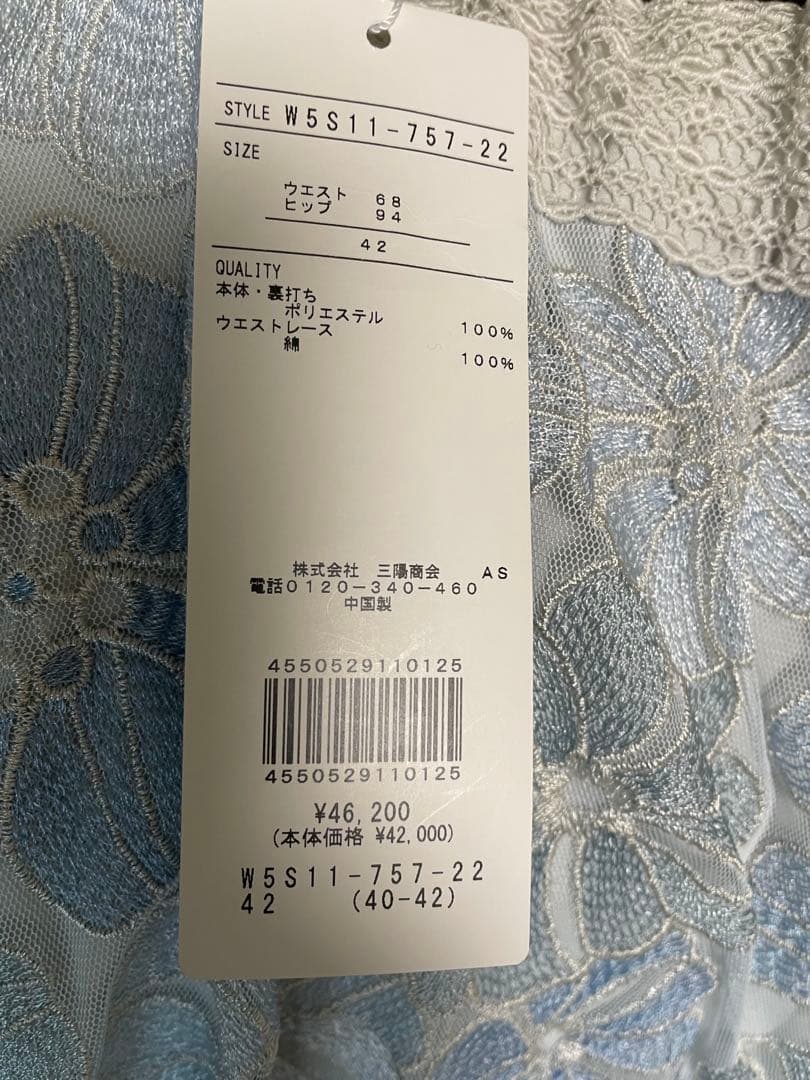 STYLE W5S11-757-22
SIZE
ウエスト 68
ヒップ 94
42
QUALITY
本体・裏打ち
ポリエステル 100%
ウエストレース
綿 100%
株式会社 三陽商会 AS
電話0120-340-460
中国製
4550529110125
4550529110125
¥46,200
(本体価格 ¥42,000)
W5S11-757-22
42 (40-42)